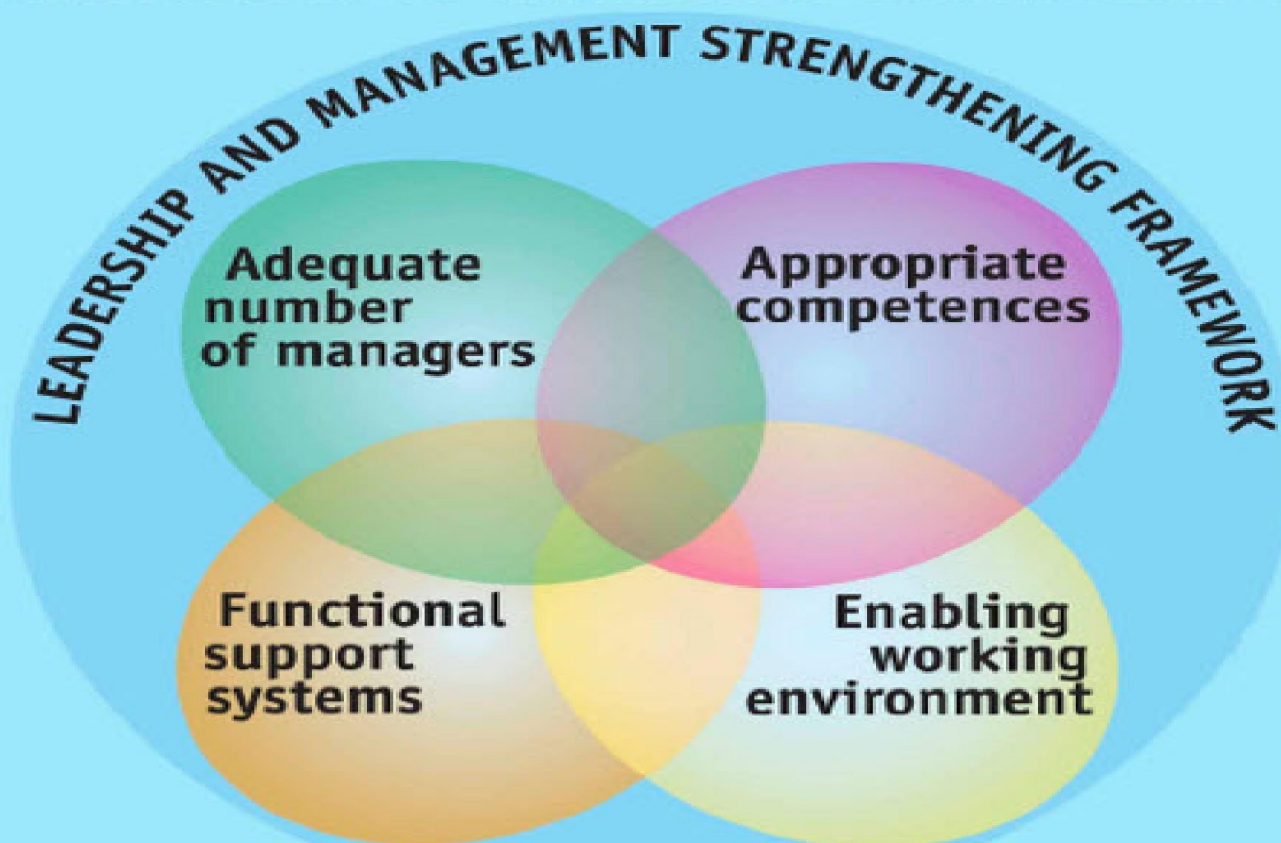 LEADERSHIP AND MANAGEMENT STRENGTHENING FRAMEWORK
Adequate
number
of managers
Appropriate
competences
Functional
support
systems
Enabling
working
environment